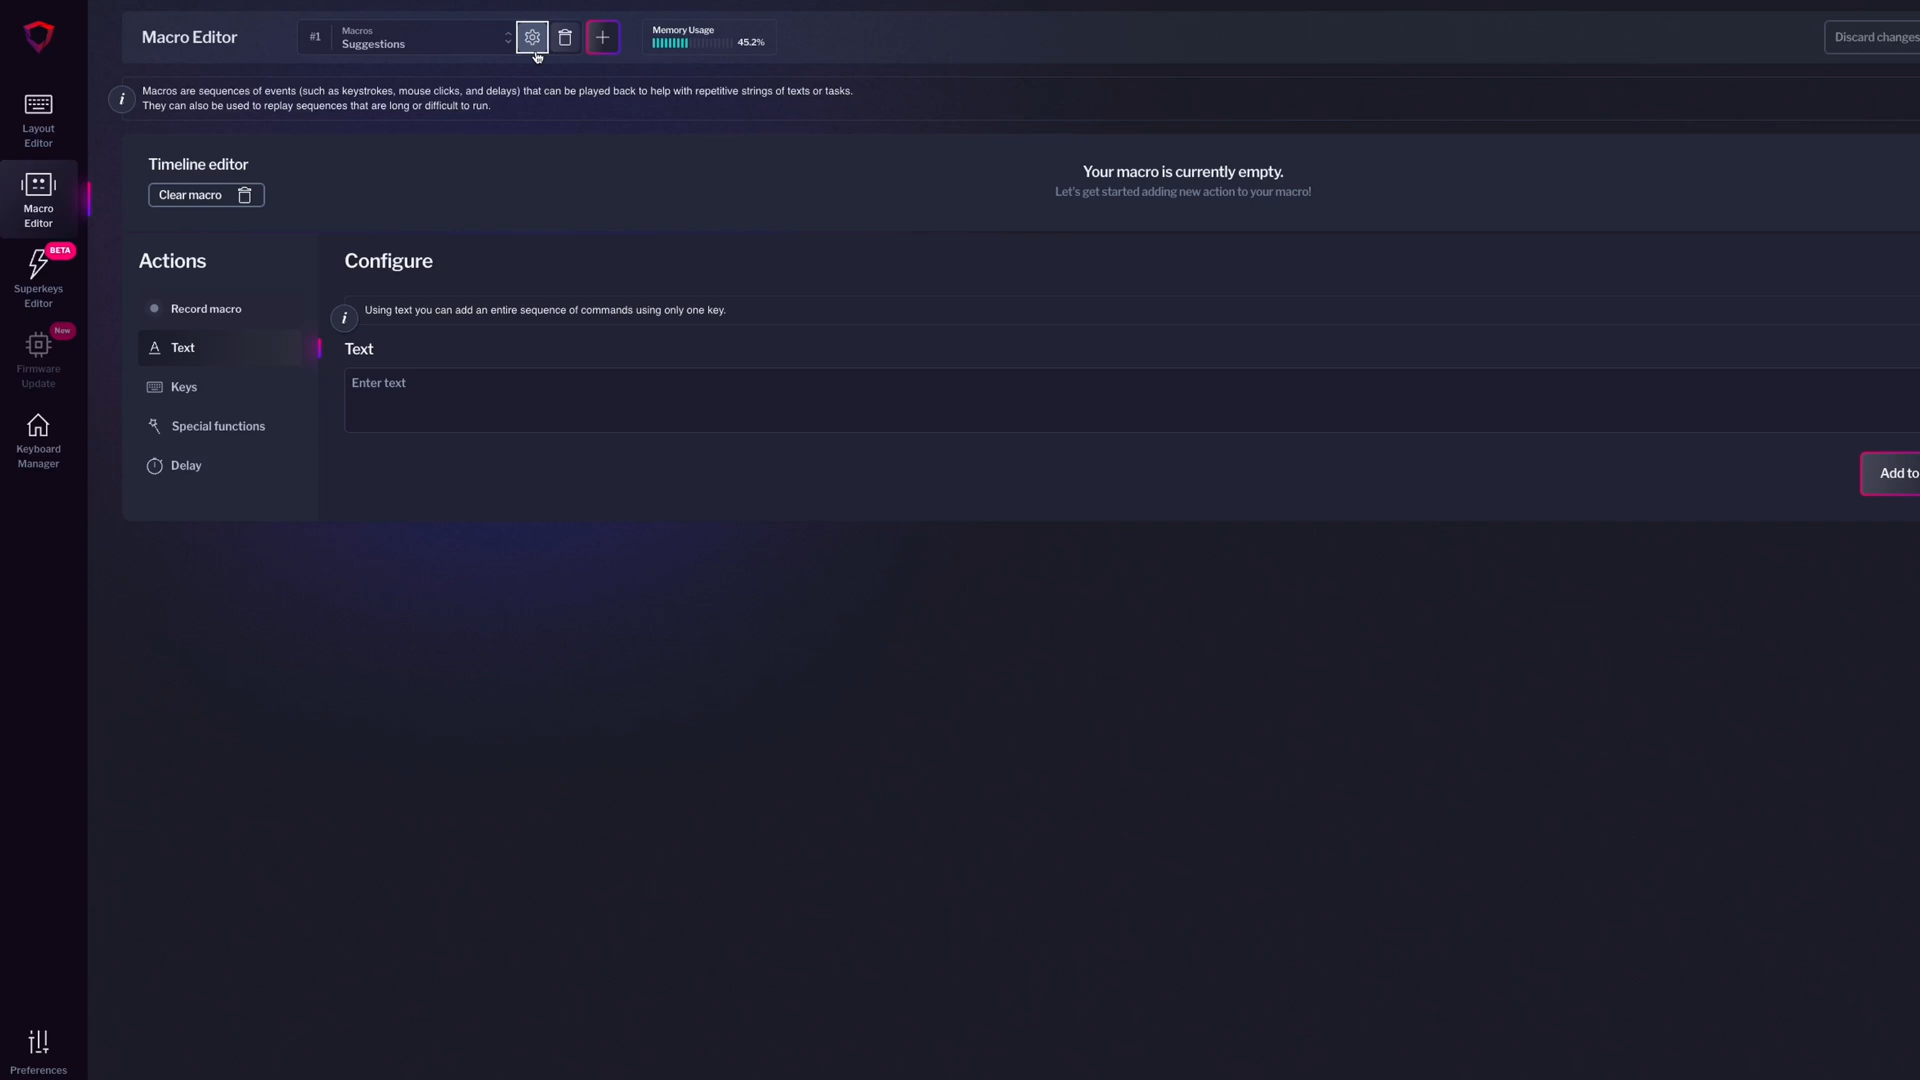 Macro Editor
#1
Macros
Suggestions
Memory Usage
45.2%
Discard changes
Macros are sequences of events (such as keystrokes, mouse clicks, and delays) that can be played back to help with repetitive strings of texts or tasks.
They can also be used to replay sequences that are long or difficult to run.
Layout
Editor
Macro
Editor
BETA
Superkeys
Editor
New
Firmware
Update
Keyboard
Manager
Preferences
Timeline editor
Clear macro
Your macro is currently empty.
Let's get started adding new action to your macro!
Actions
Record macro
Text
Keys
Special functions
Delay
Configure
Using text you can add an entire sequence of commands using only one key.
Text
Enter text
Add to